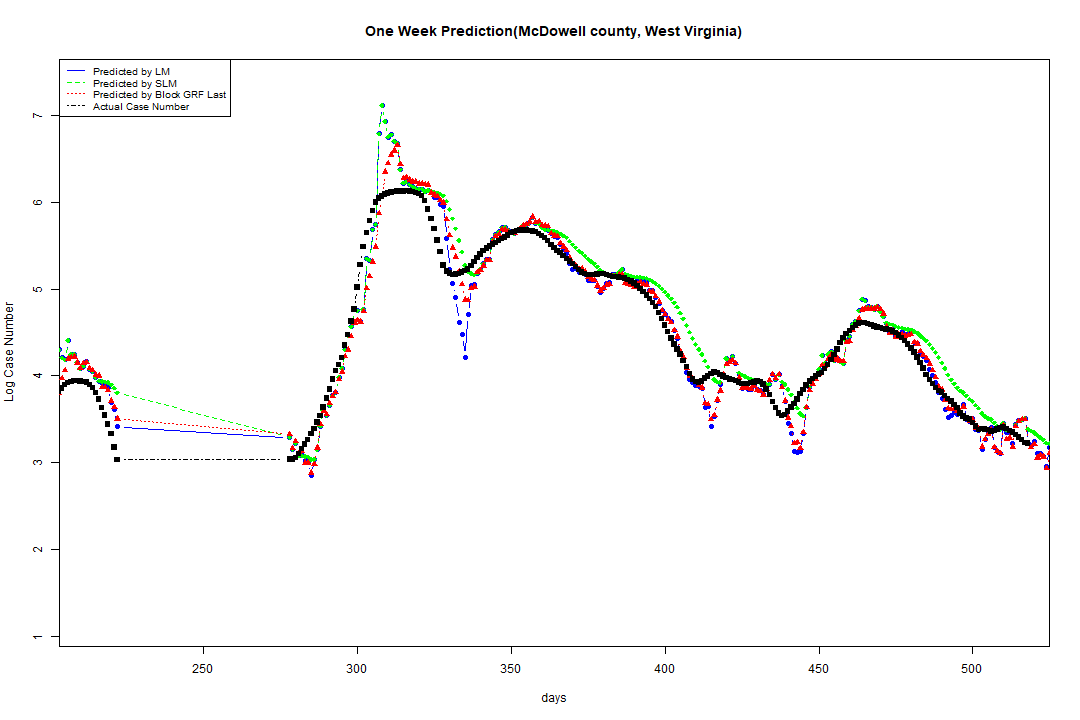 One Week Prediction(McDowell county, West Virginia)
Predicted by LM
Predicted by SLM
Predicted by Block GRF Last
Actual Case Number
7
6
5
4
3
2
1
Log Case Number
250 300 350 400 450 500
days